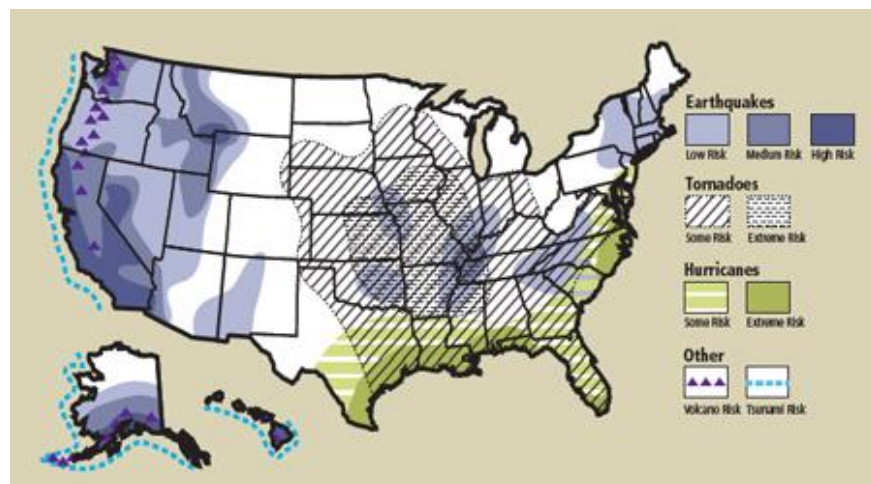 Earthquakes
Low Risk Medium Risk High Risk
Tornadoes
Some Risk Extreme Risk
Hurricanes
Some Risk Extreme Risk
Other
Volcano Risk Tsunami Risk